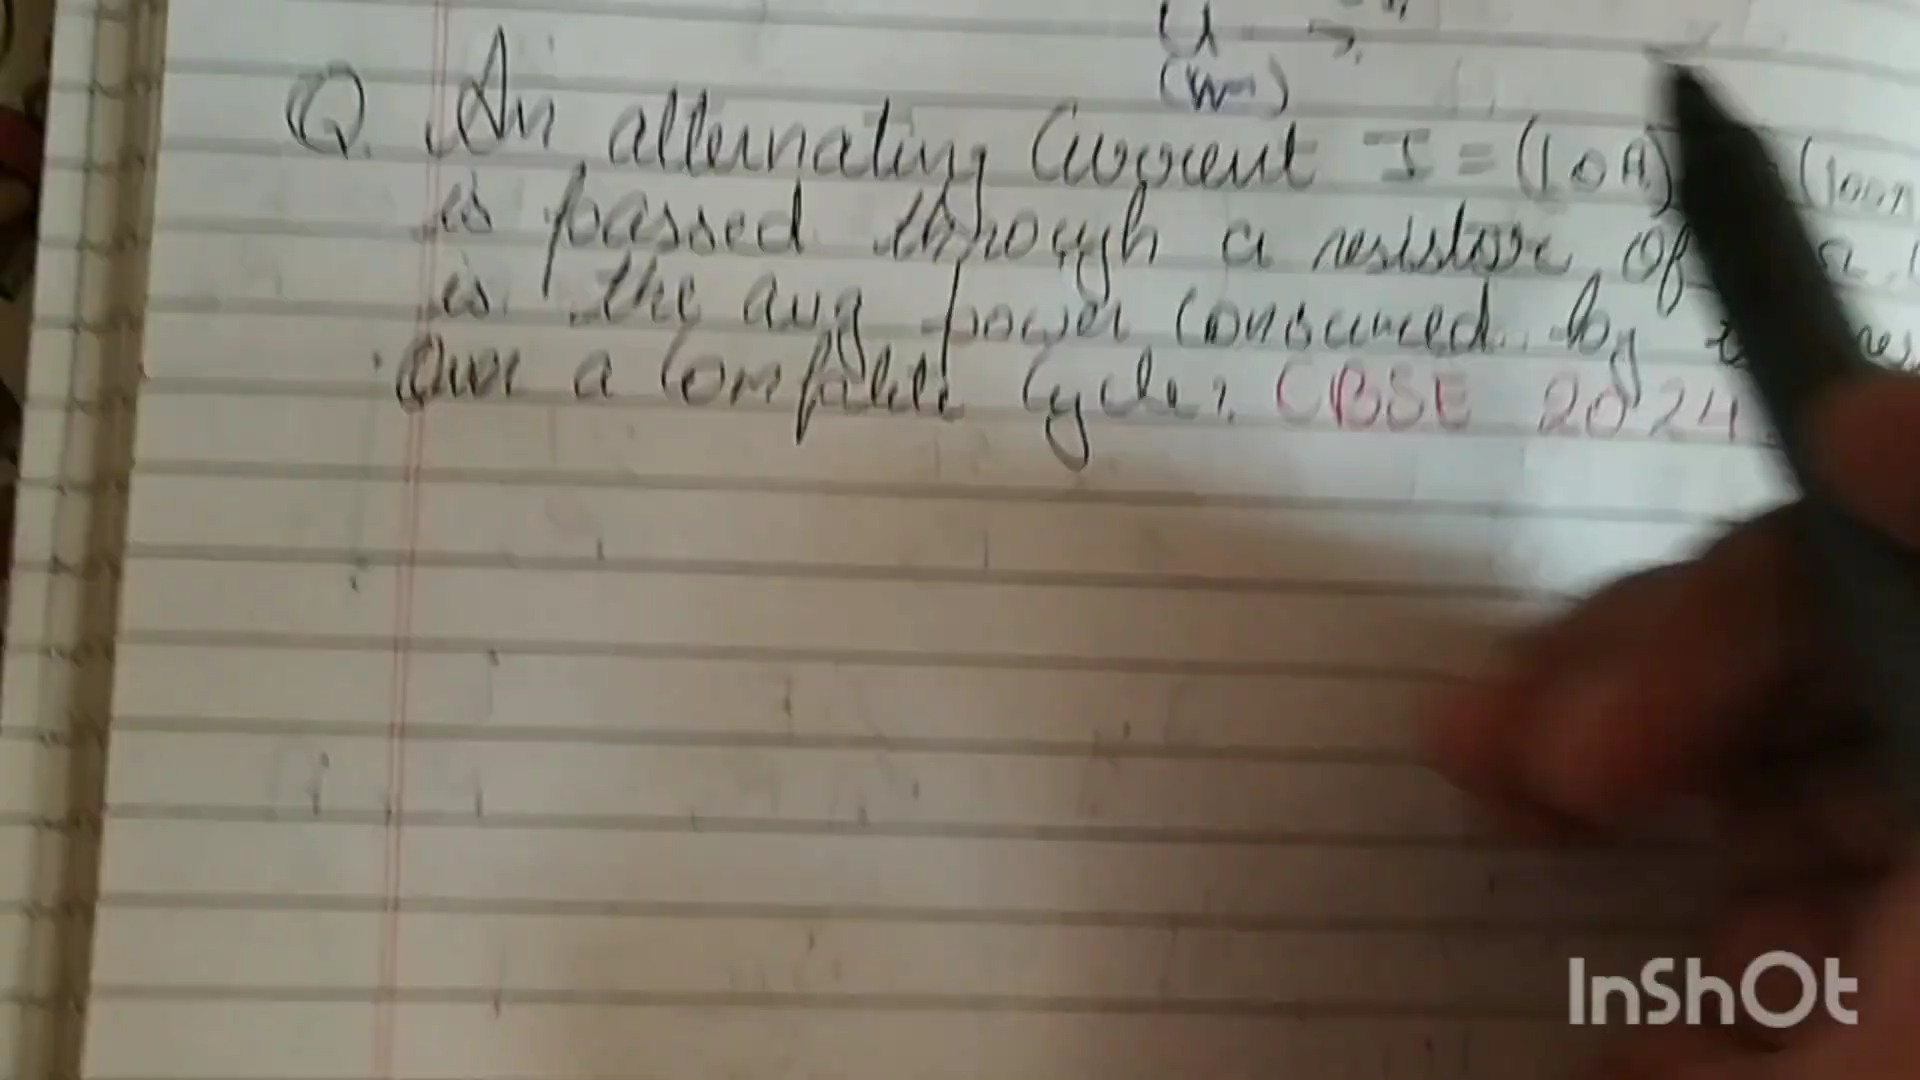 (m)
Q. An alternating Current I = (10A) (100π
is passed through a resistor of
is the avg power consumed by
Over a Complete Cycle? CBSE 2024
InShOt